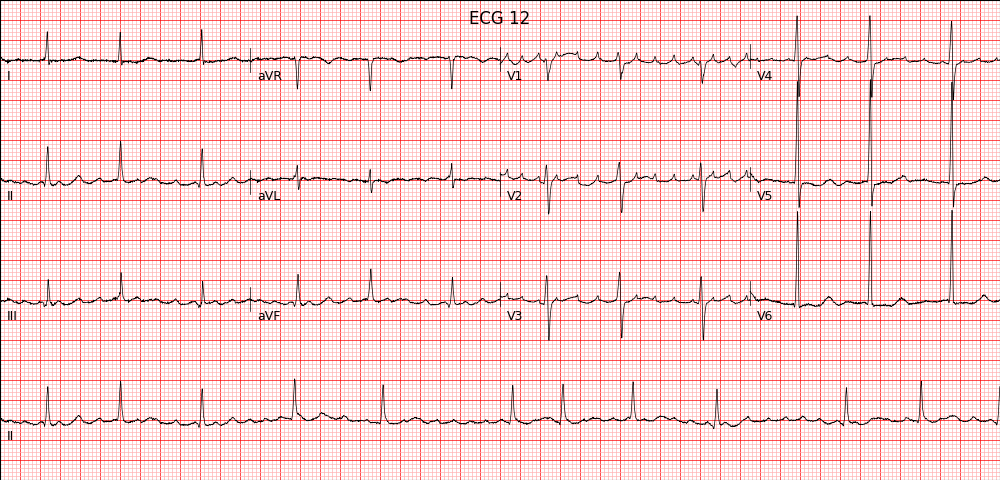 ECG 12
I aVR V1 V4
II aVL V2 V5
III aVF V3 V6
II